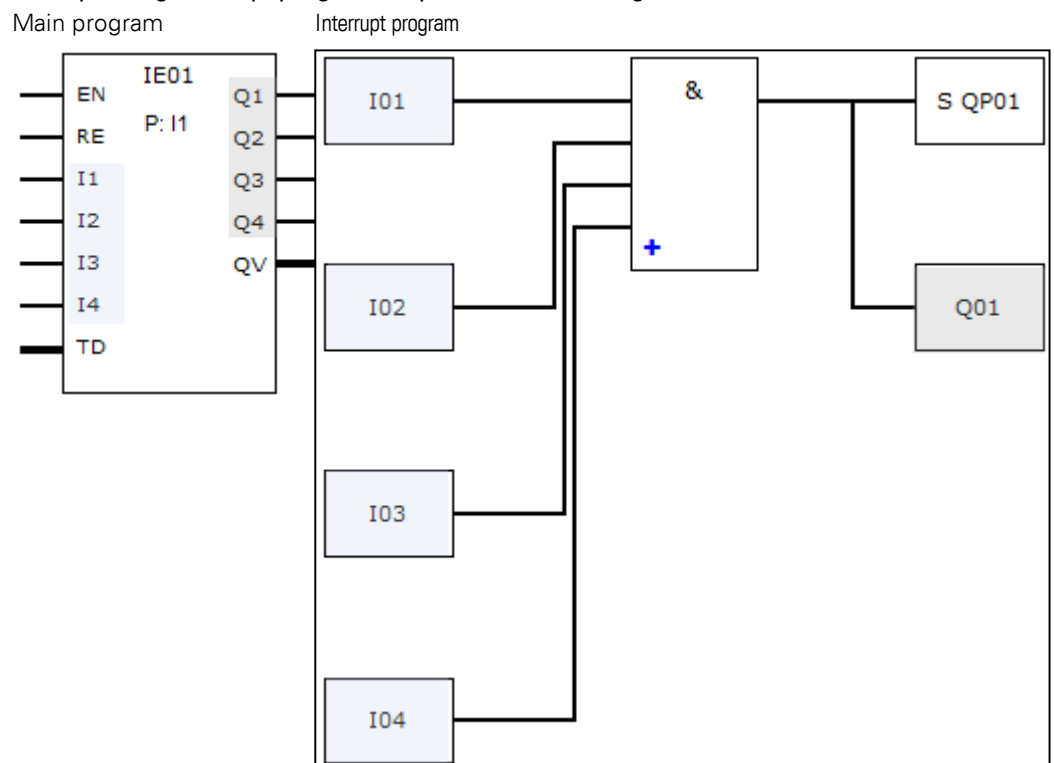 Main program
Interrupt program
IE01
P: I1
EN
RE
I1
I2
I3
I4
TD
Q1
Q2
Q3
Q4
QV
I01
&
S QP01
+
I02
Q01
I03
I04